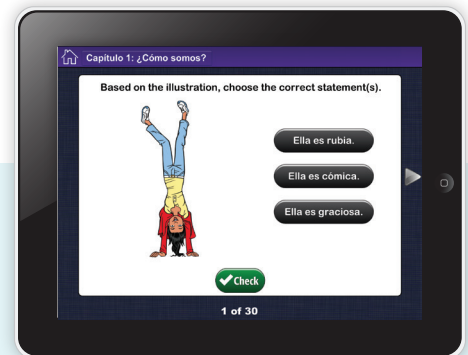 Capítulo 1: ¿Cómo somos?
Based on the illustration, choose the correct statement(s).
Ella es rubia.
Ella es cómica.
Ella es graciosa.
Check
1 of 30